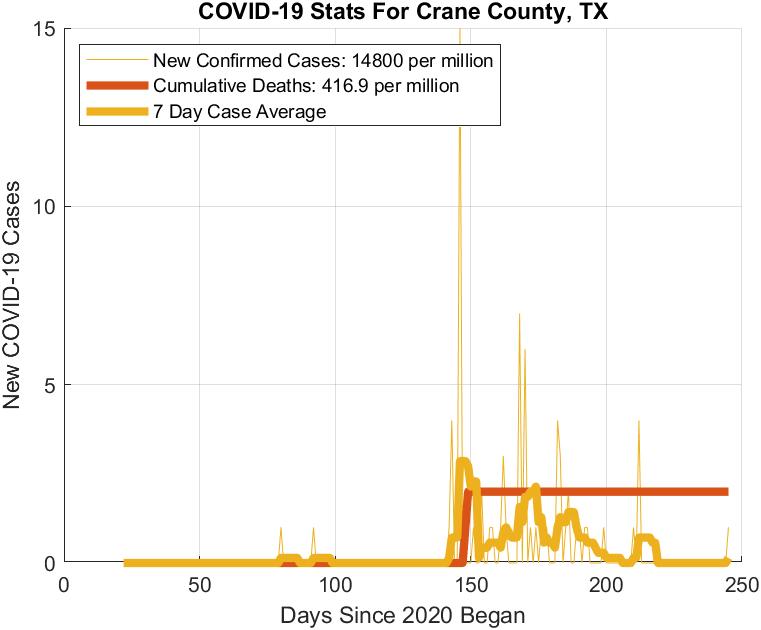 COVID-19 Stats For Crane County, TX
New Confirmed Cases: 14800 per million
Cumulative Deaths: 416.9 per million
7 Day Case Average
New COVID-19 Cases
15
10
5
0
0 50 100 150 200 250
Days Since 2020 Began